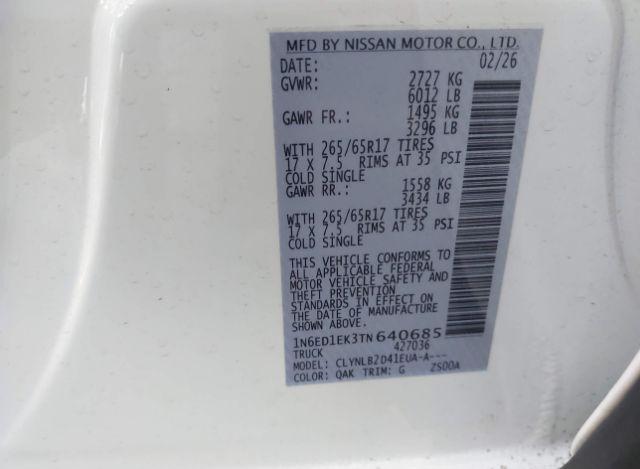 MFD BY NISSAN MOTOR CO., LTD.
DATE: 02/26
GVWR: 2727 KG
6012 LB
GAWR FR.: 1495 KG
3296 LB
WITH 265/65R17 TIRES
17 X 7.5 RIMS AT 35 PSI
COLD SINGLE
GAWR RR.: 1558 KG
3434 LB
WITH 265/65R17 TIRES
17 X 7.5 RIMS AT 35 PSI
COLD SINGLE
THIS VEHICLE CONFORMS TO
ALL APPLICABLE FEDERAL
MOTOR VEHICLE SAFETY AND
THEFT PREVENTION
STANDARDS IN EFFECT ON
THE DATE OF MANUFACTURE
SHOWN ABOVE.
1N6ED1EK3TN640685
TRUCK 427036
MODEL: CLYNLB2D41EUA-A---
COLOR: QAK TRIM: G ZS00A